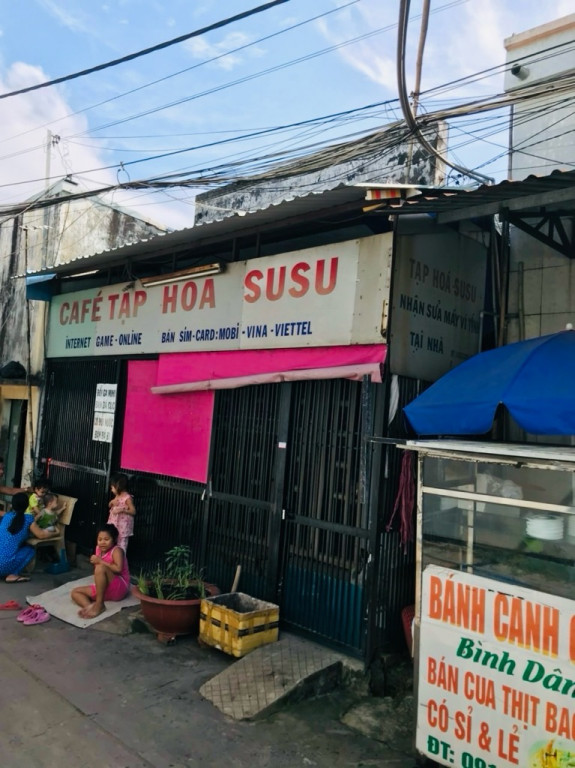 CAFÉ TẠP HOA SUSU
INTERNET GAME - ONLINE BÁN SIM-CARD: MOBI - VINA - VIETTEL
TẠP HOÁ SUSU
NHẬN SỬA MÁY VI TÍNH
TẠI NHÀ
BÁNH CANH
Bình Dân
BÁN CUA THỊT
CÓ SỈ & LẺ
ĐT: